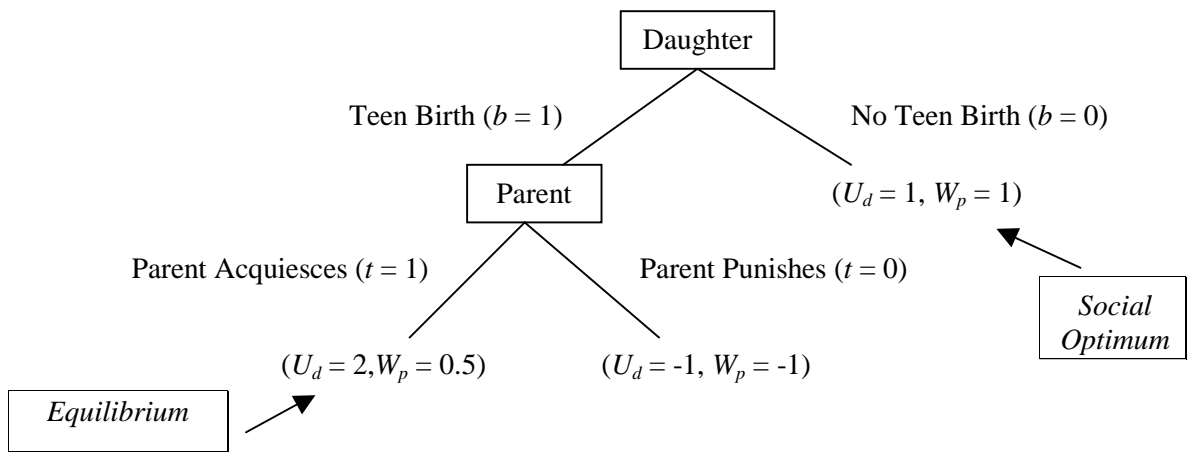 Daughter
Teen Birth (b = 1)
No Teen Birth (b = 0)
Parent
(U_d = 1, W_p = 1)
Parent Acquiesces (t = 1)
Parent Punishes (t = 0)
Social
Optimum
(U_d = 2,W_p = 0.5)
(U_d = -1, W_p = -1)
Equilibrium